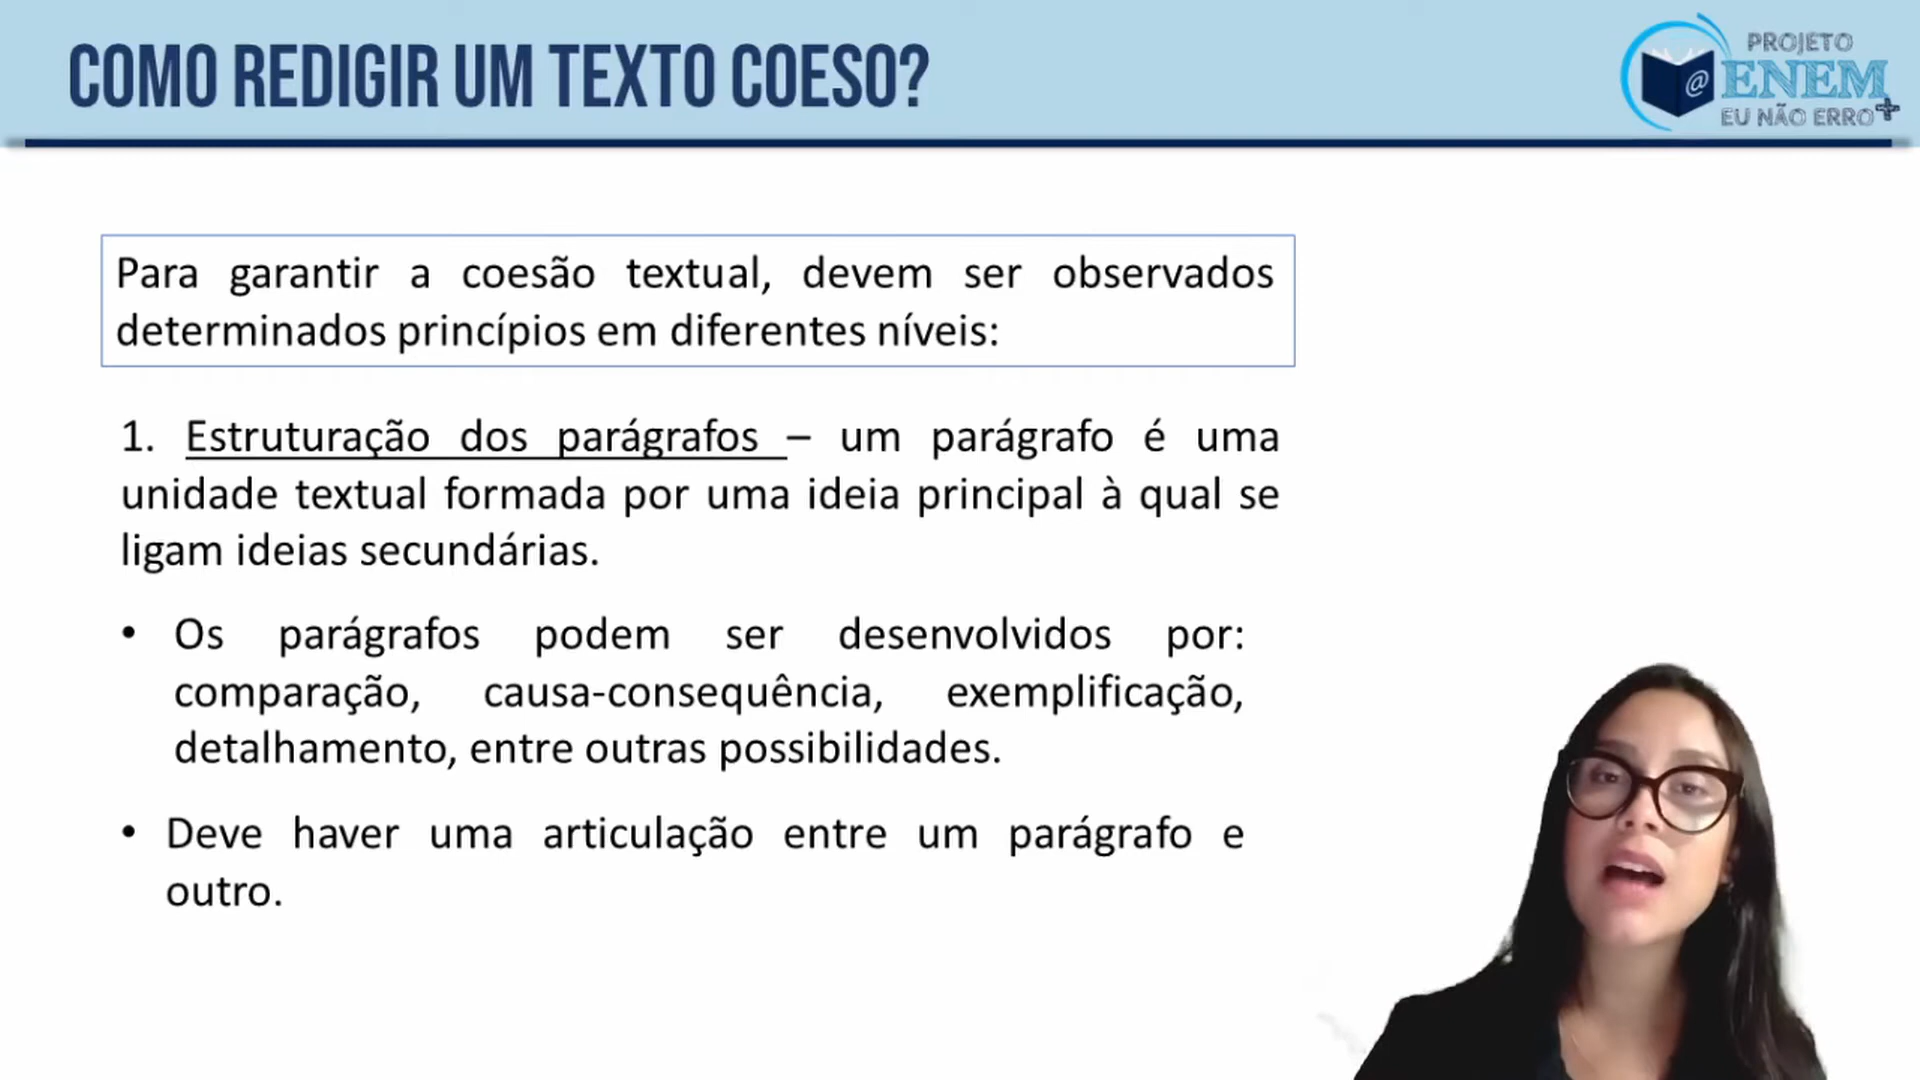 COMO REDIGIR UM TEXTO COESO?
PROJETO
@ENEM
EU NÃO ERRO+
Para garantir a coesão textual, devem ser observados
determinados princípios em diferentes níveis:
1. Estruturação dos parágrafos – um parágrafo é uma
unidade textual formada por uma ideia principal à qual se
ligam ideias secundárias.
• Os parágrafos podem ser desenvolvidos por:
comparação, causa-consequência, exemplificação,
detalhamento, entre outras possibilidades.
• Deve haver uma articulação entre um parágrafo e
outro.